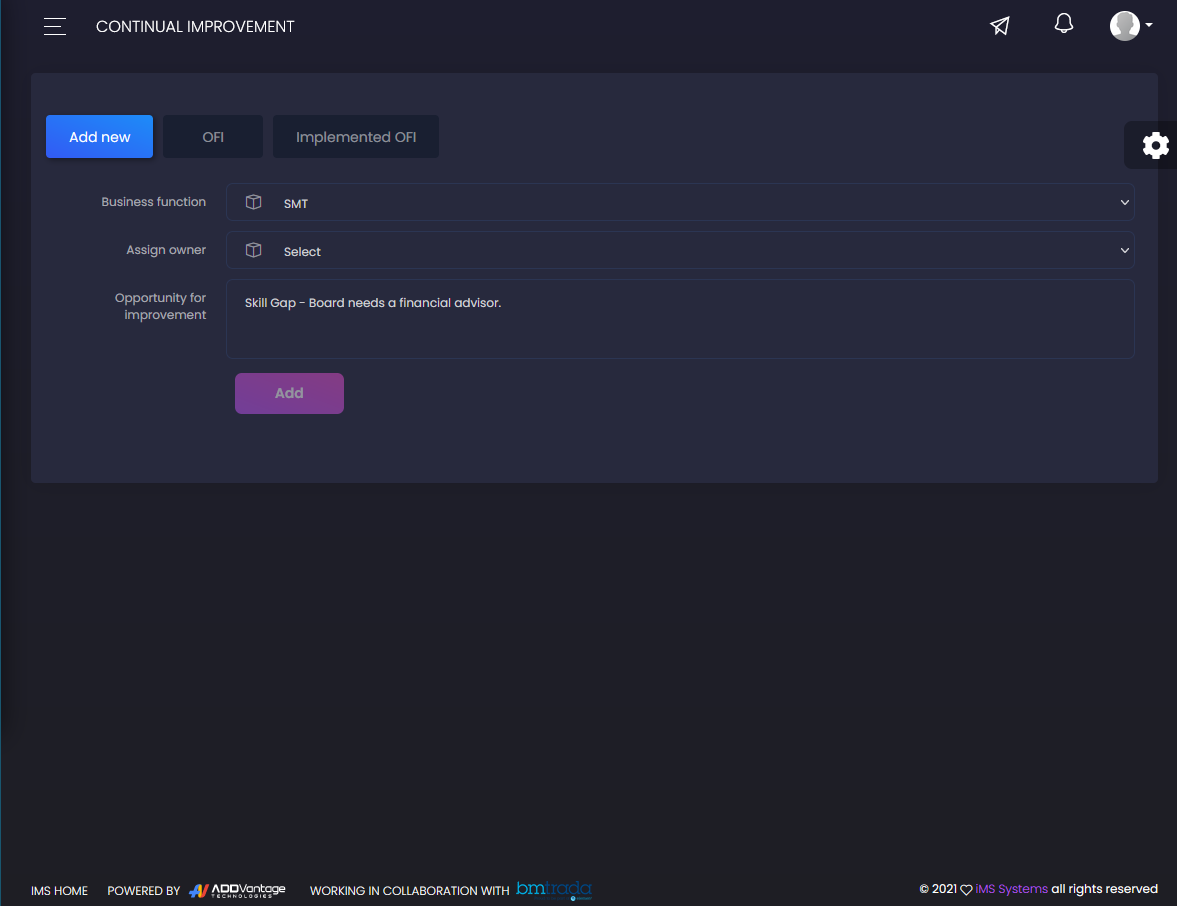 CONTINUAL IMPROVEMENT
Add new
OFI
Implemented OFI
Business function
SMT
Assign owner
Select
Opportunity for
improvement
Skill Gap - Board needs a financial advisor.
Add
IMS HOME
POWERED BY
ADDVantage
TECHNOLOGIES
WORKING IN COLLABORATION WITH
bmtrada
© 2021 iMS Systems all rights reserved